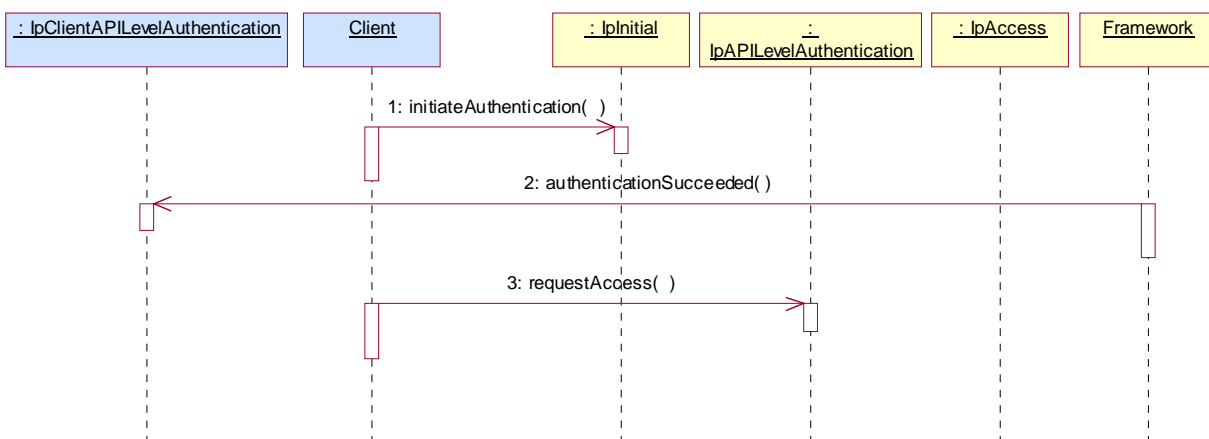 : IpClientAPILevelAuthentication
Client
: IpInitial
:
IpAPILevelAuthentication
: IpAccess
Framework
1: initiateAuthentication( )
2: authenticationSucceeded( )
3: requestAccess( )